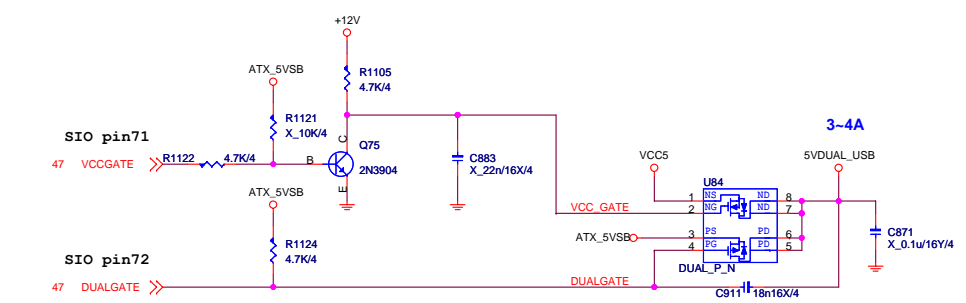 +12V
ATX_5VSB
R1105
4.7K/4
R1121
X_10K/4
3~4A
SIO pin71
C
Q75
47 VCCGATE R1122 4.7K/4 B
2N3904
C883
X_22n/16X/4
VCC5
5VDUAL_USB
E
U84
ATX_5VSB
1 NS ND 8
VCC_GATE 2 NG ND 7
R1124
4.7K/4
ATX_5VSB 3 PS PD 6
4 PG PD 5
C871
X_0.1u/16Y/4
SIO pin72
DUAL_P_N
47 DUALGATE
DUALGATE
C911 18n16X/4